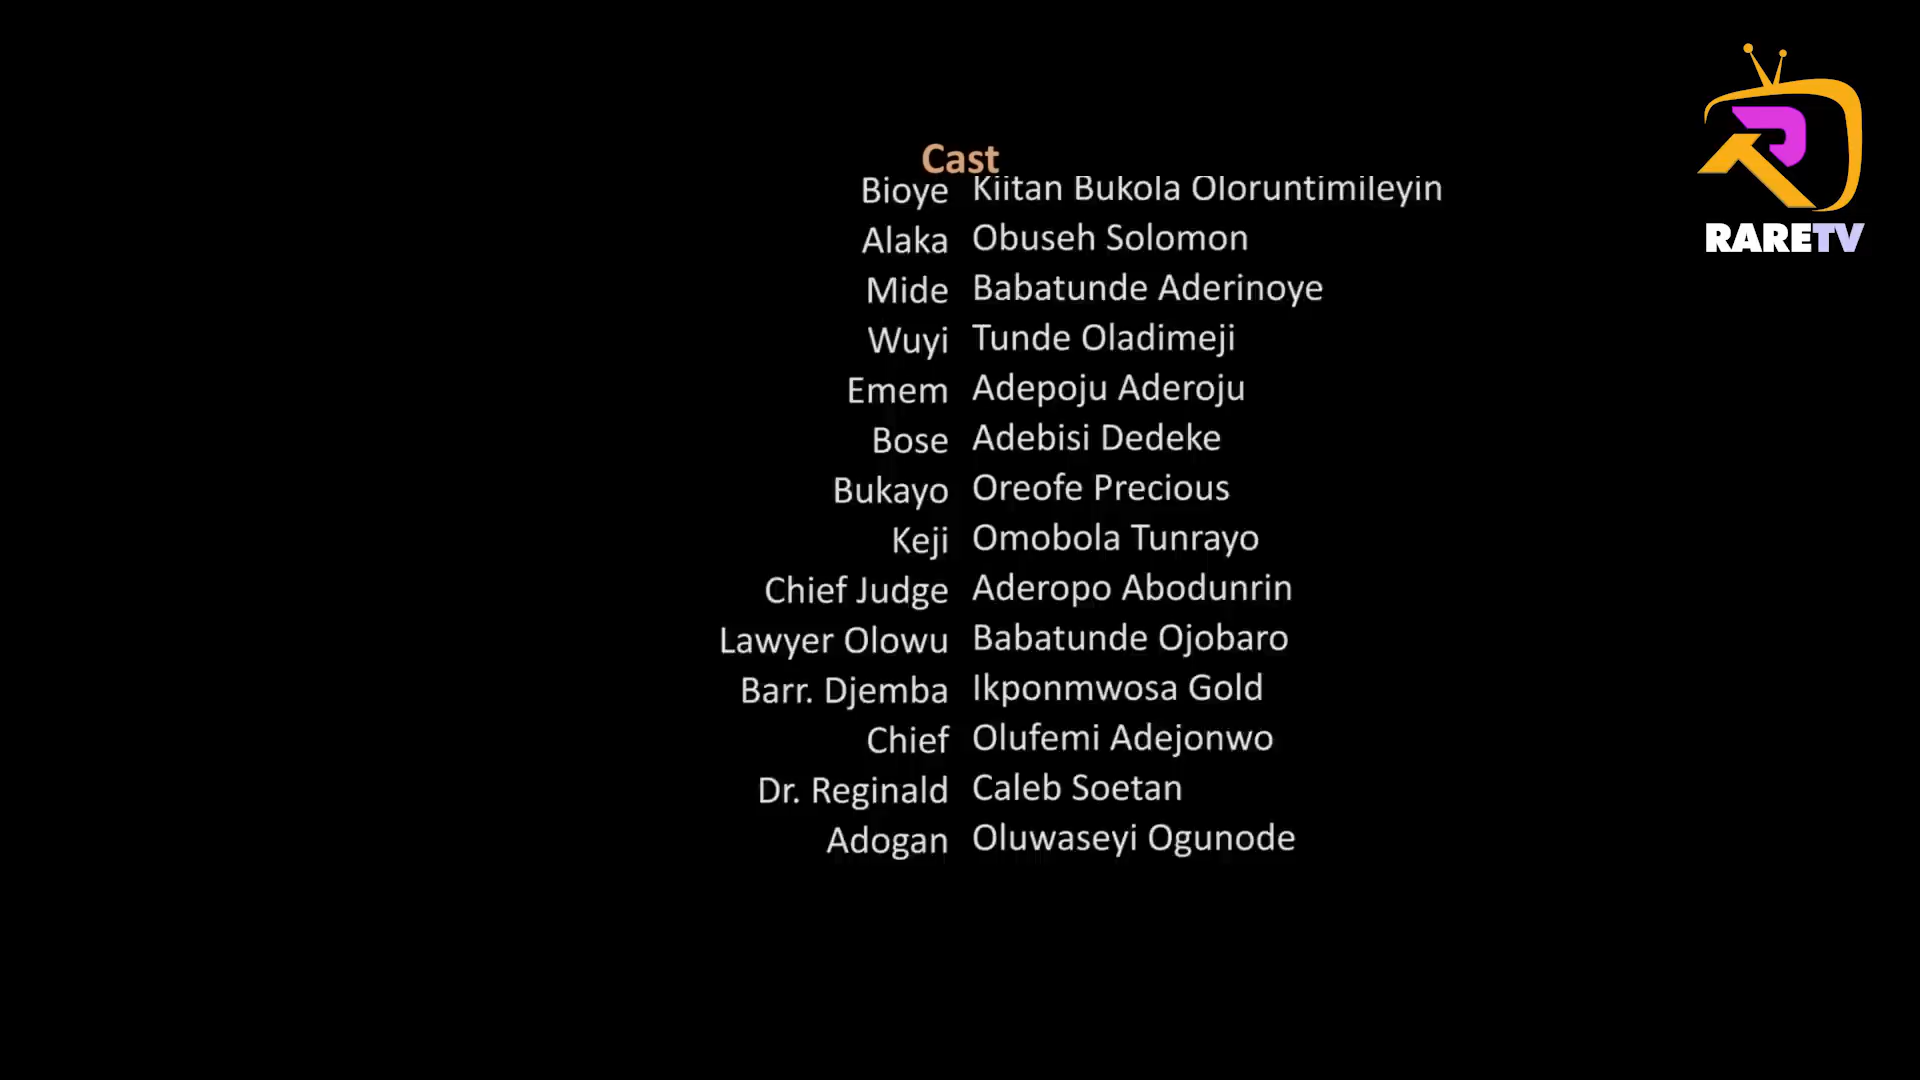 Cast
Bioye Kiitan Bukola Oloruntimileyin
Alaka Obuseh Solomon
Mide Babatunde Aderinoye
Wuyi Tunde Oladimeji
Emem Adepoju Aderoju
Bose Adebisi Dedeke
Bukayo Oreofe Precious
Keji Omobola Tunrayo
Chief Judge Aderopo Abodunrin
Lawyer Olowu Babatunde Ojobaro
Barr. Djemba Ikponmwosa Gold
Chief Olufemi Adejonwo
Dr. Reginald Caleb Soetan
Adogan Oluwaseyi Ogunode
RARETV